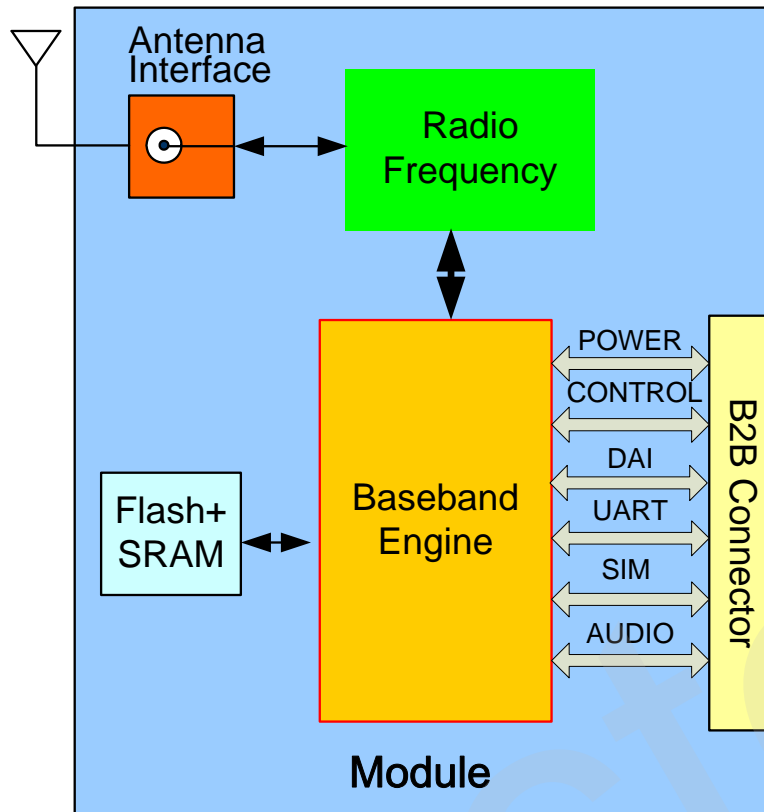 Antenna
Interface
Radio
Frequency
POWER
CONTROL
DAI
UART
SIM
AUDIO
B2B Connector
Flash+
SRAM
Baseband
Engine
Module